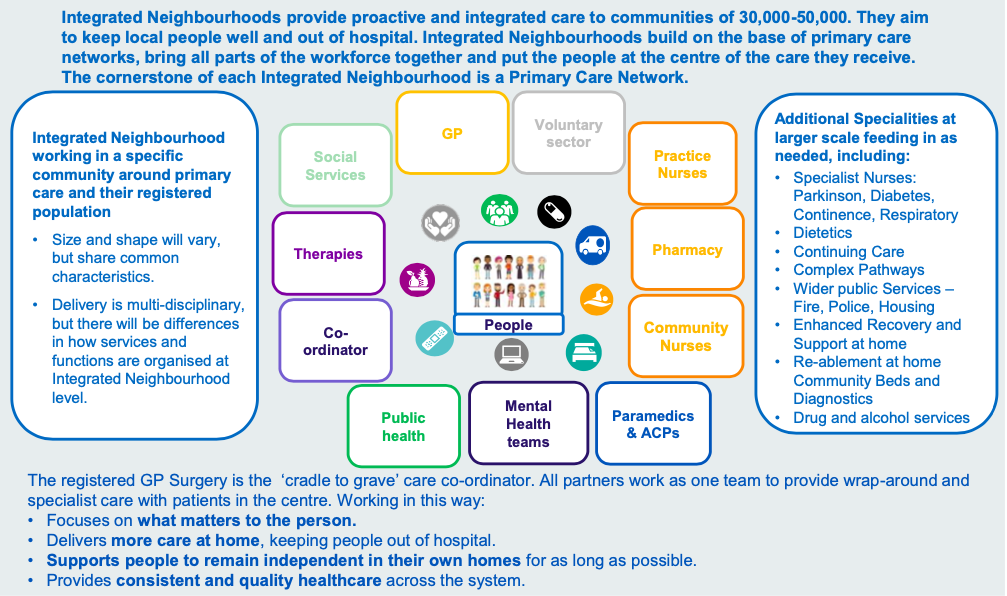 Integrated Neighbourhoods provide proactive and integrated care to communities of 30,000-50,000. They aim
to keep local people well and out of hospital. Integrated Neighbourhoods build on the base of primary care
networks, bring all parts of the workforce together and put the people at the centre of the care they receive.
The cornerstone of each Integrated Neighbourhood is a Primary Care Network.
Integrated Neighbourhood
working in a specific
community around primary
care and their registered
population
• Size and shape will vary,
but share common
characteristics.
• Delivery is multi-disciplinary,
but there will be differences
in how services and
functions are organised at
Integrated Neighbourhood
level.
Social
Services
GP
Voluntary
sector
Practice
Nurses
Therapies
Pharmacy
People
Co-
ordinator
Community
Nurses
Public
health
Mental
Health
teams
Paramedics
& ACPs
Additional Specialities at
larger scale feeding in as
needed, including:
• Specialist Nurses:
Parkinson, Diabetes,
Continence, Respiratory
• Dietetics
• Continuing Care
• Complex Pathways
• Wider public Services –
Fire, Police, Housing
• Enhanced Recovery and
Support at home
• Re-ablement at home
Community Beds and
Diagnostics
• Drug and alcohol services
The registered GP Surgery is the ‘cradle to grave’ care co-ordinator. All partners work as one team to provide wrap-around and
specialist care with patients in the centre. Working in this way:
• Focuses on what matters to the person.
• Delivers more care at home, keeping people out of hospital.
• Supports people to remain independent in their own homes for as long as possible.
• Provides consistent and quality healthcare across the system.